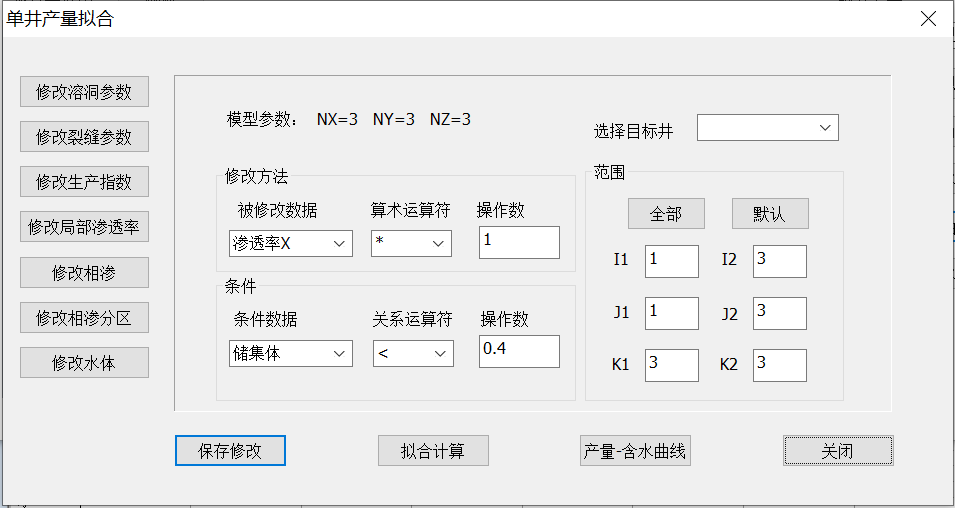 单井产量拟合
修改溶洞参数
修改裂缝参数
修改生产指数
修改局部渗透率
修改相渗
修改相渗分区
修改水体
模型参数： NX=3 NY=3 NZ=3
选择目标井
修改方法
被修改数据 算术运算符 操作数
渗透率X * 1
条件
条件数据 关系运算符 操作数
储集体 < 0.4
范围
全部 默认
I1 1 I2 3
J1 1 J2 3
K1 3 K2 3
保存修改 拟合计算 产量-含水曲线 关闭